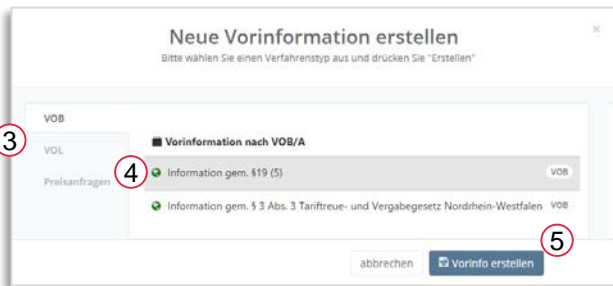 Neue Vorinformation erstellen
×
Bitte wählen Sie einen Verfahrenstyp aus und drücken Sie "Erstellen"
VOB
3
VOL
Preisanfragen
Vorinformation nach VOB/A
4
Information gem. §19 (5) VOB
Information gem. § 3 Abs. 3 Tariftreue- und Vergabegesetz Nordrhein-Westfalen VOB
5
abbrechen
Vorinfo erstellen